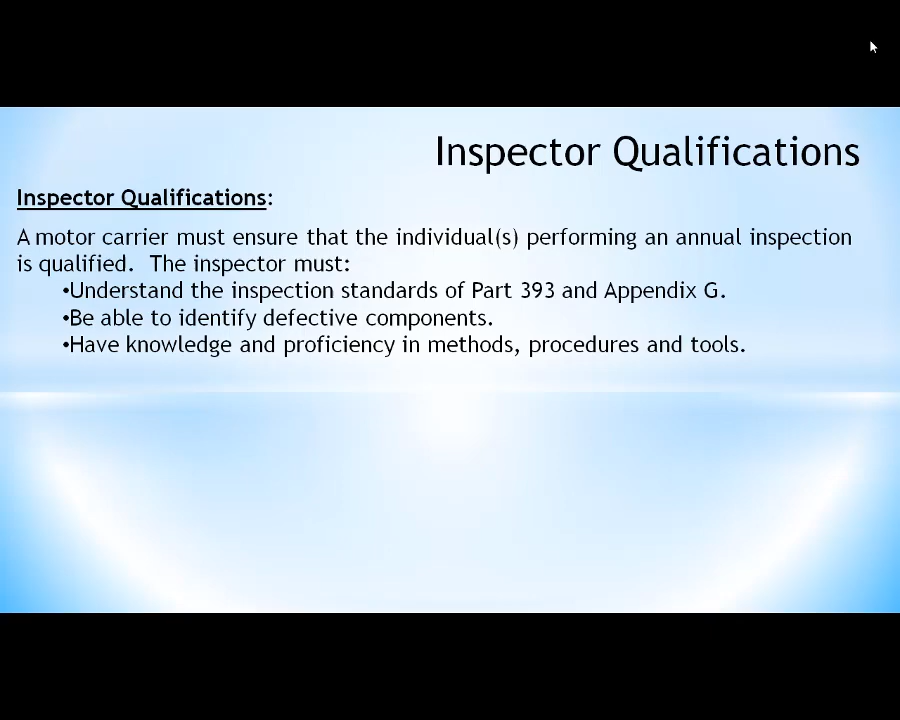 Inspector Qualifications
Inspector Qualifications:
A motor carrier must ensure that the individual(s) performing an annual inspection
is qualified.  The inspector must:
•Understand the inspection standards of Part 393 and Appendix G.
•Be able to identify defective components.
•Have knowledge and proficiency in methods, procedures and tools.